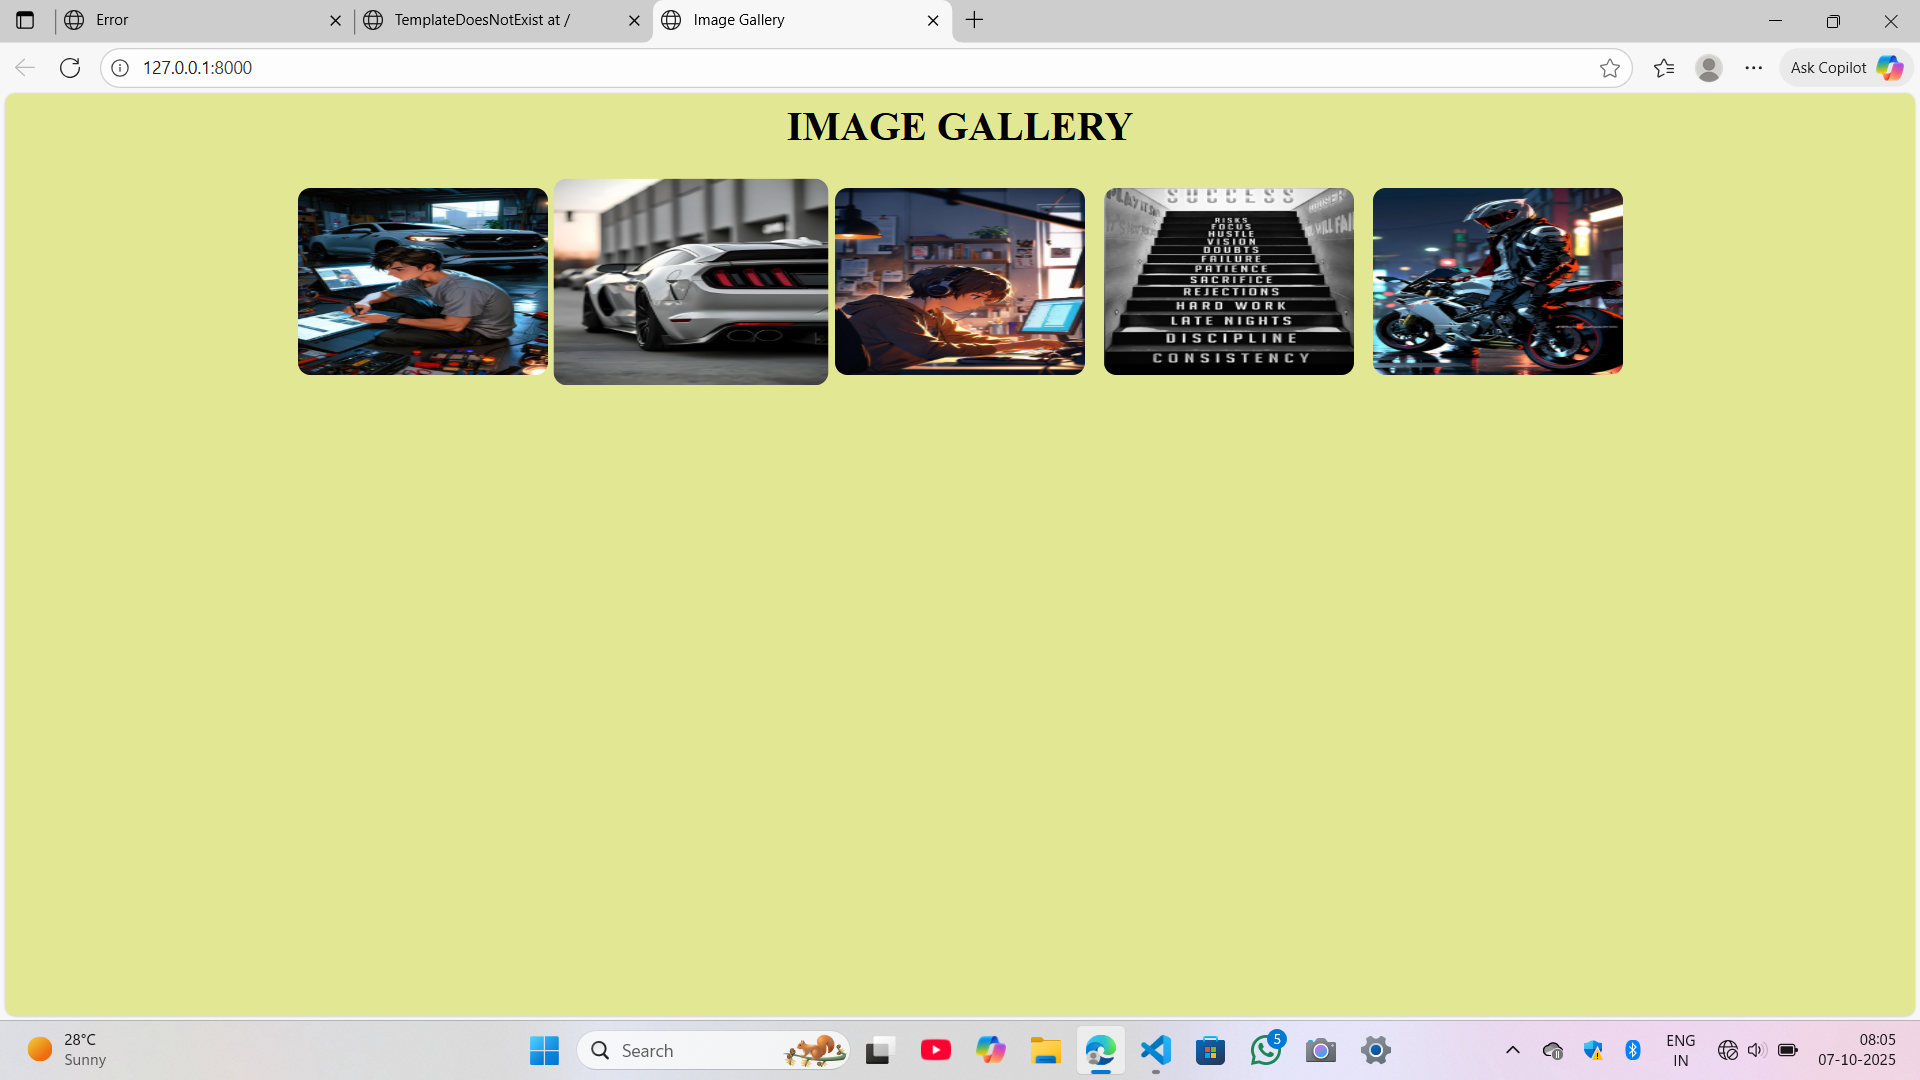 Error
TemplateDoesNotExist at /
Image Gallery
127.0.0.1:8000
Ask Copilot
IMAGE GALLERY
SUCCESS
RISKS
FOCUS
HUSTLE
VISION
DOUBTS
FAILURE
PATIENCE
SACRIFICE
REJECTIONS
HARD WORK
LATE NIGHTS
DISCIPLINE
CONSISTENCY
28°C
Sunny
Search
5
ENG
IN
08:05
07-10-2025